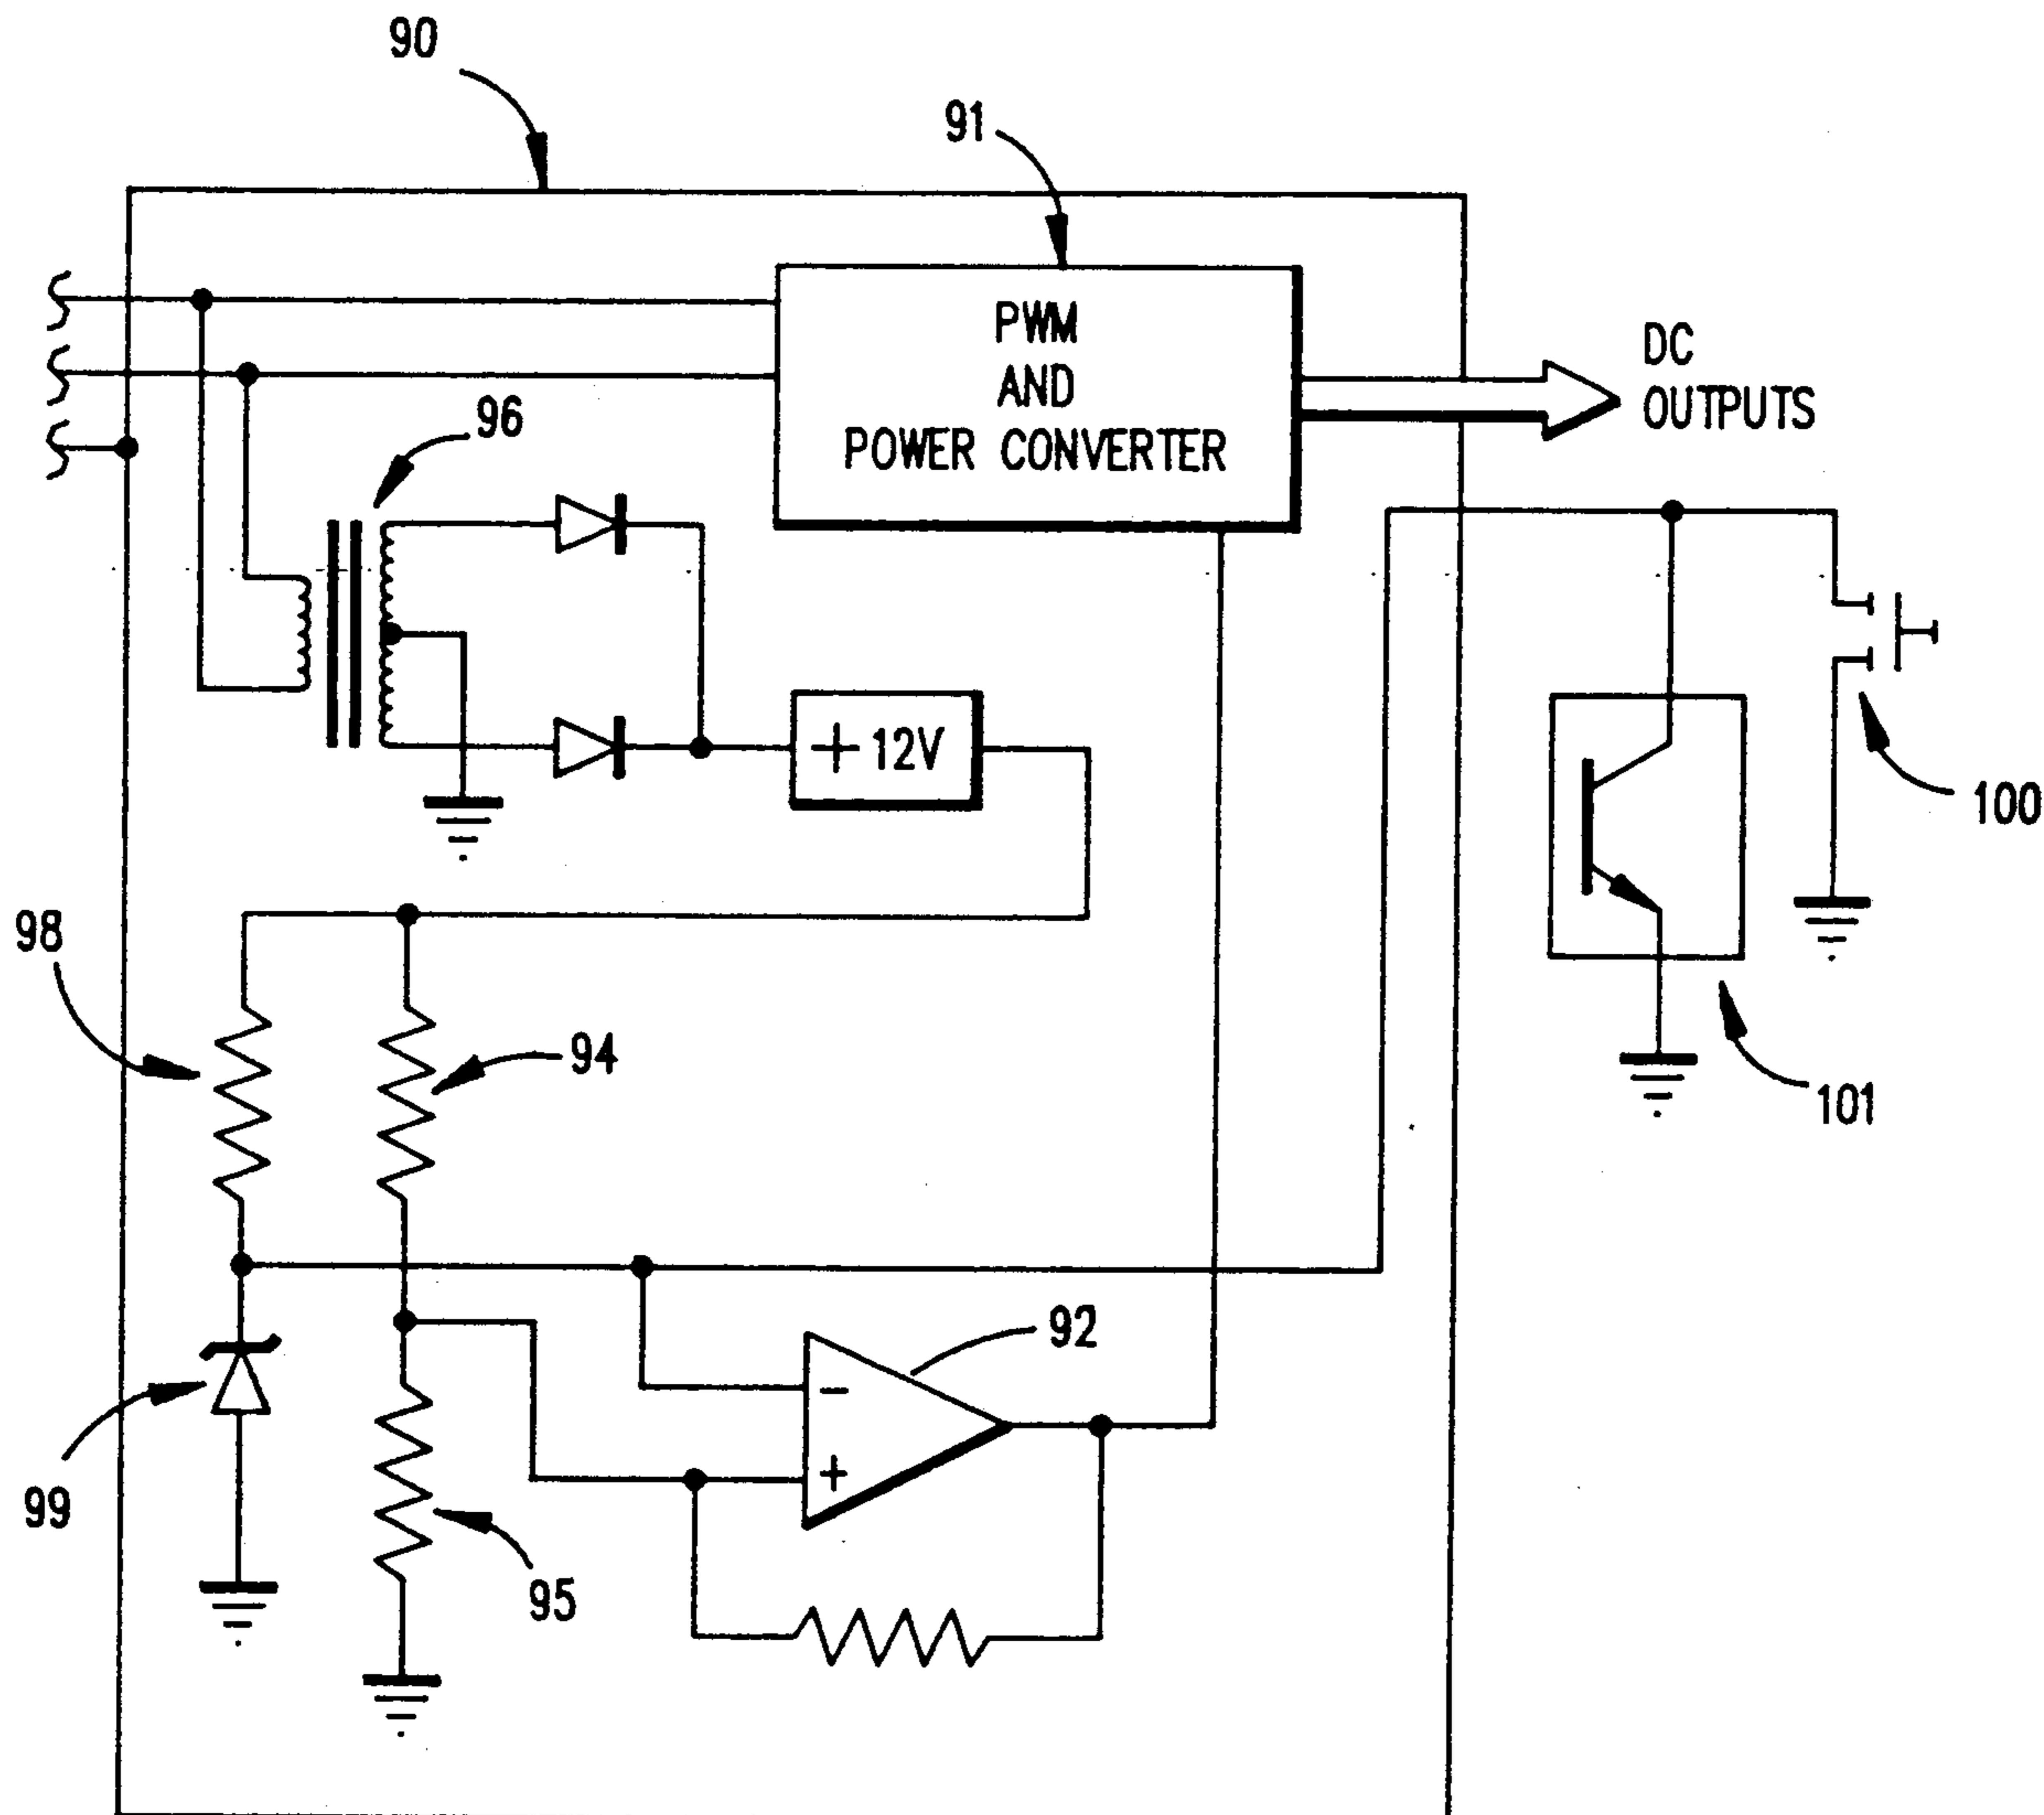 90
91
PWM
AND
POWER CONVERTER
DC
OUTPUTS
96
+ 12V
100
98
94
101
92
−
+
99
95